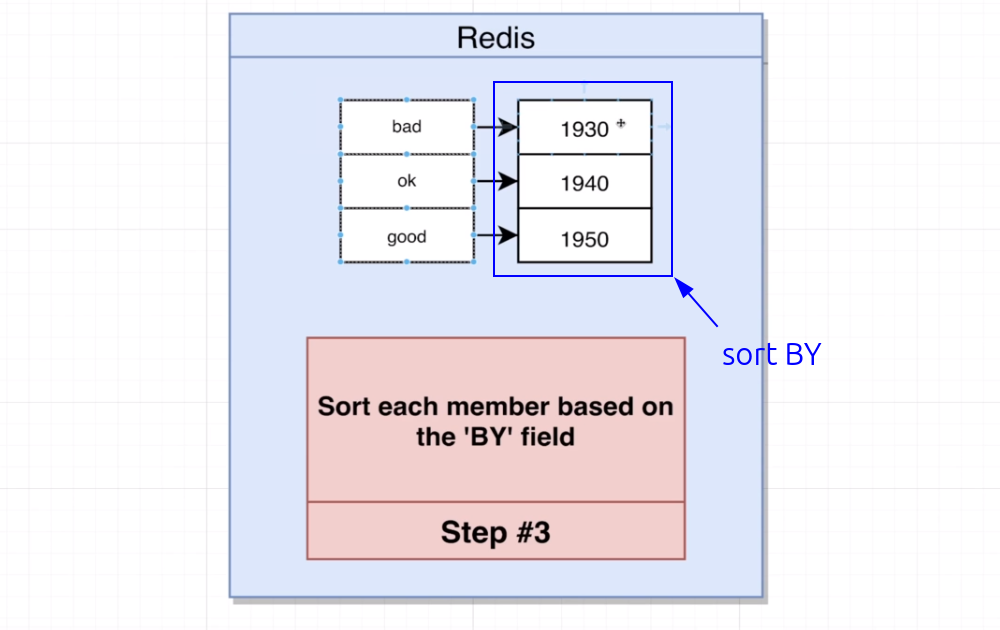 Redis
bad
1930
ok
1940
good
1950
sort BY
Sort each member based on
the 'BY' field
Step #3